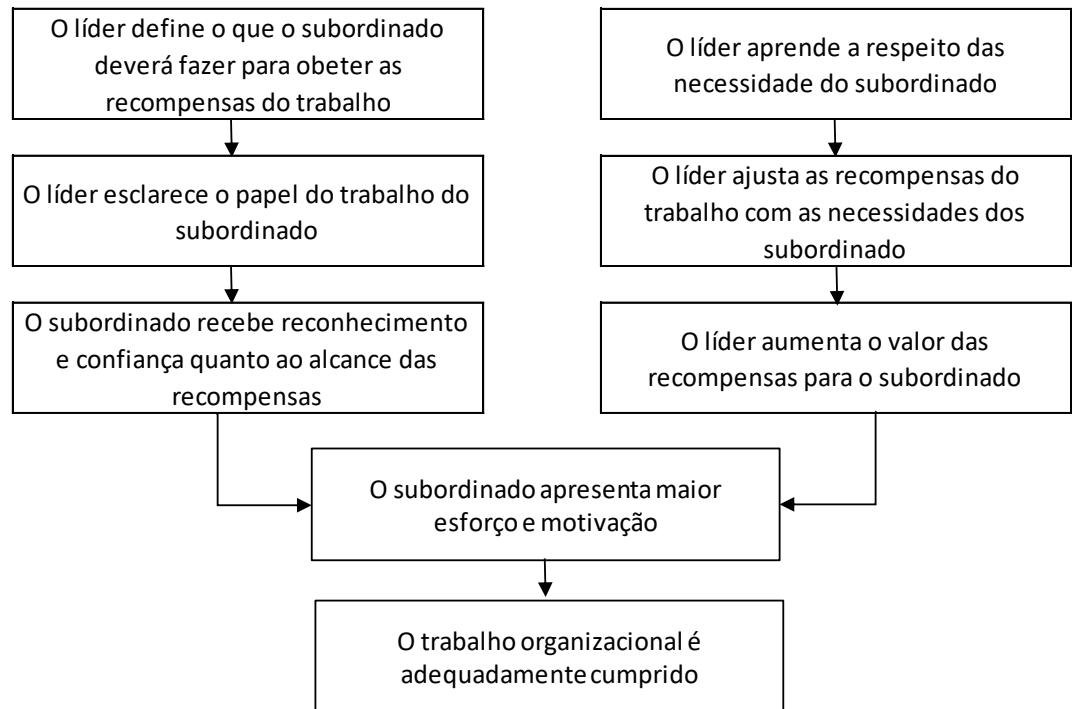 O líder define o que o subordinado
deverá fazer para obeter as
recompensas do trabalho
O líder esclarece o papel do trabalho do
subordinado
O subordinado recebe reconhecimento
e confiança quanto ao alcance das
recompensas
O líder aprende a respeito das
necessidade do subordinado
O líder ajusta as recompensas do
trabalho com as necessidades dos
subordinado
O líder aumenta o valor das
recompensas para o subordinado
O subordinado apresenta maior
esforço e motivação
O trabalho organizacional é
adequadamente cumprido